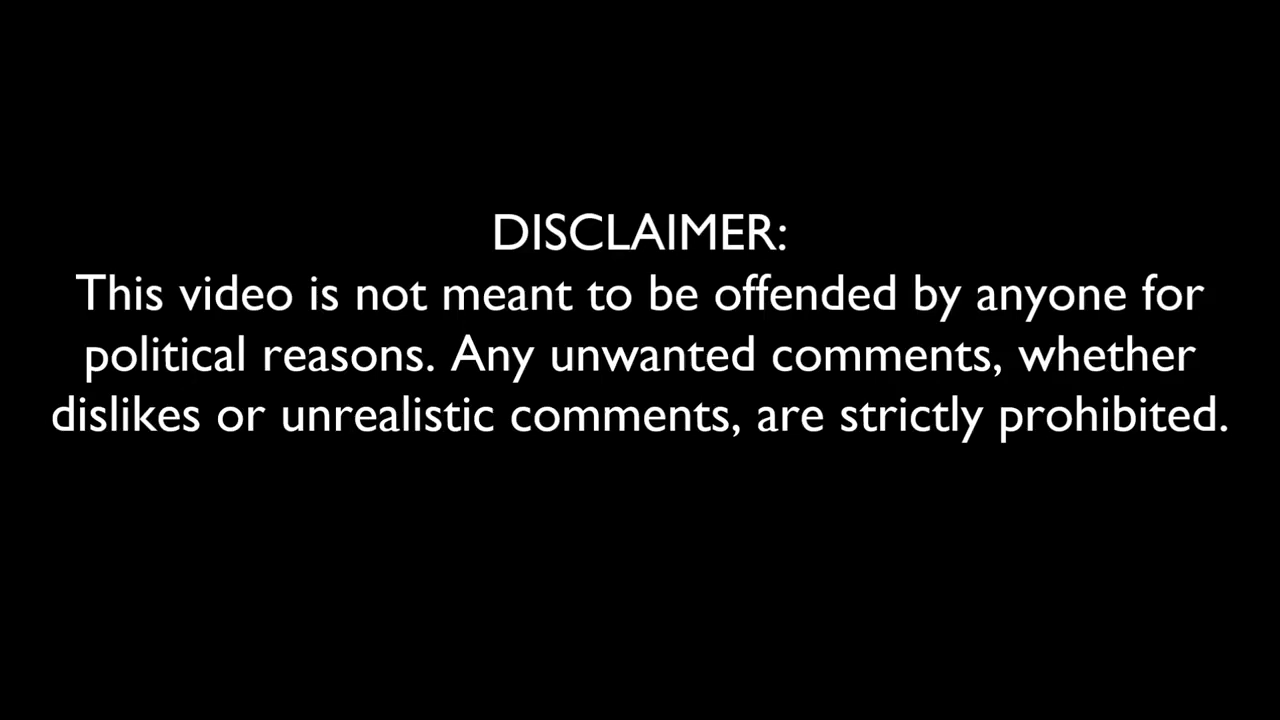 DISCLAIMER:
This video is not meant to be offended by anyone for
political reasons. Any unwanted comments, whether
dislikes or unrealistic comments, are strictly prohibited.